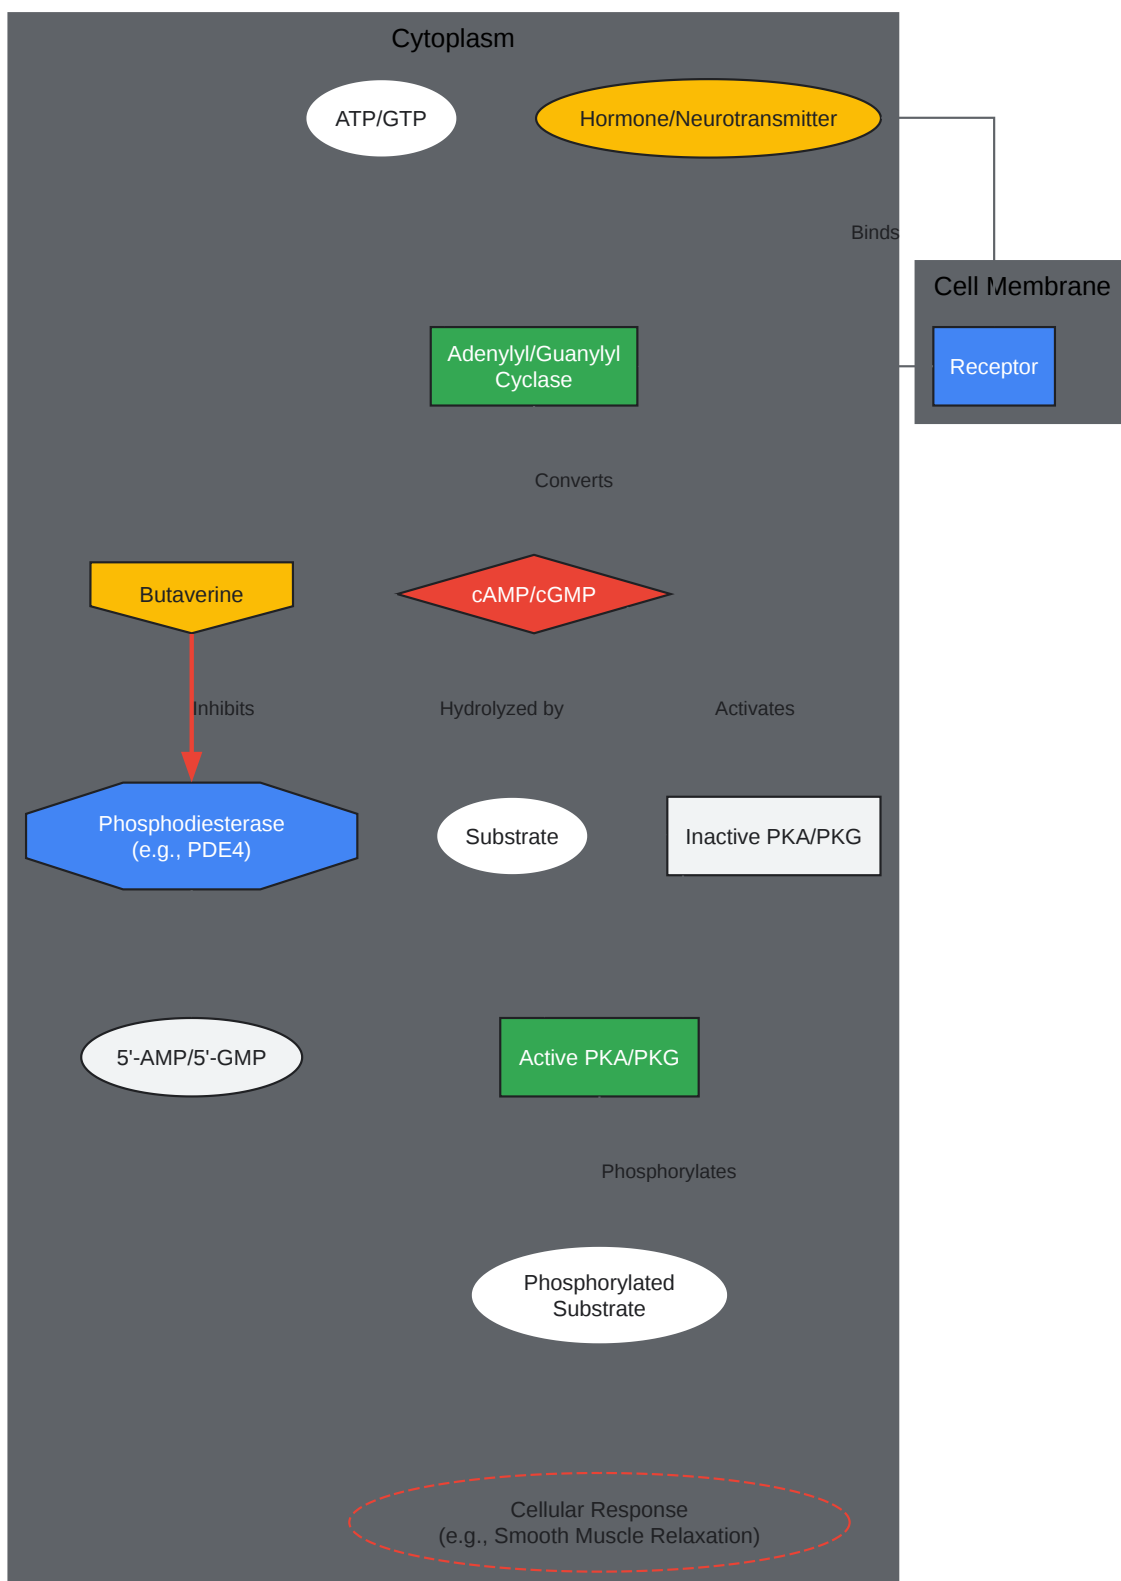 Cytoplasm
ATP/GTP
Hormone/Neurotransmitter
Binds
Cell Membrane
Adenylyl/Guanylyl
Cyclase
Receptor
Converts
Butaverine
cAMP/cGMP
Inhibits
Hydrolyzed by
Activates
Phosphodiesterase
(e.g., PDE4)
Substrate
Inactive PKA/PKG
5'-AMP/5'-GMP
Active PKA/PKG
Phosphorylates
Phosphorylated
Substrate
Cellular Response
(e.g., Smooth Muscle Relaxation)